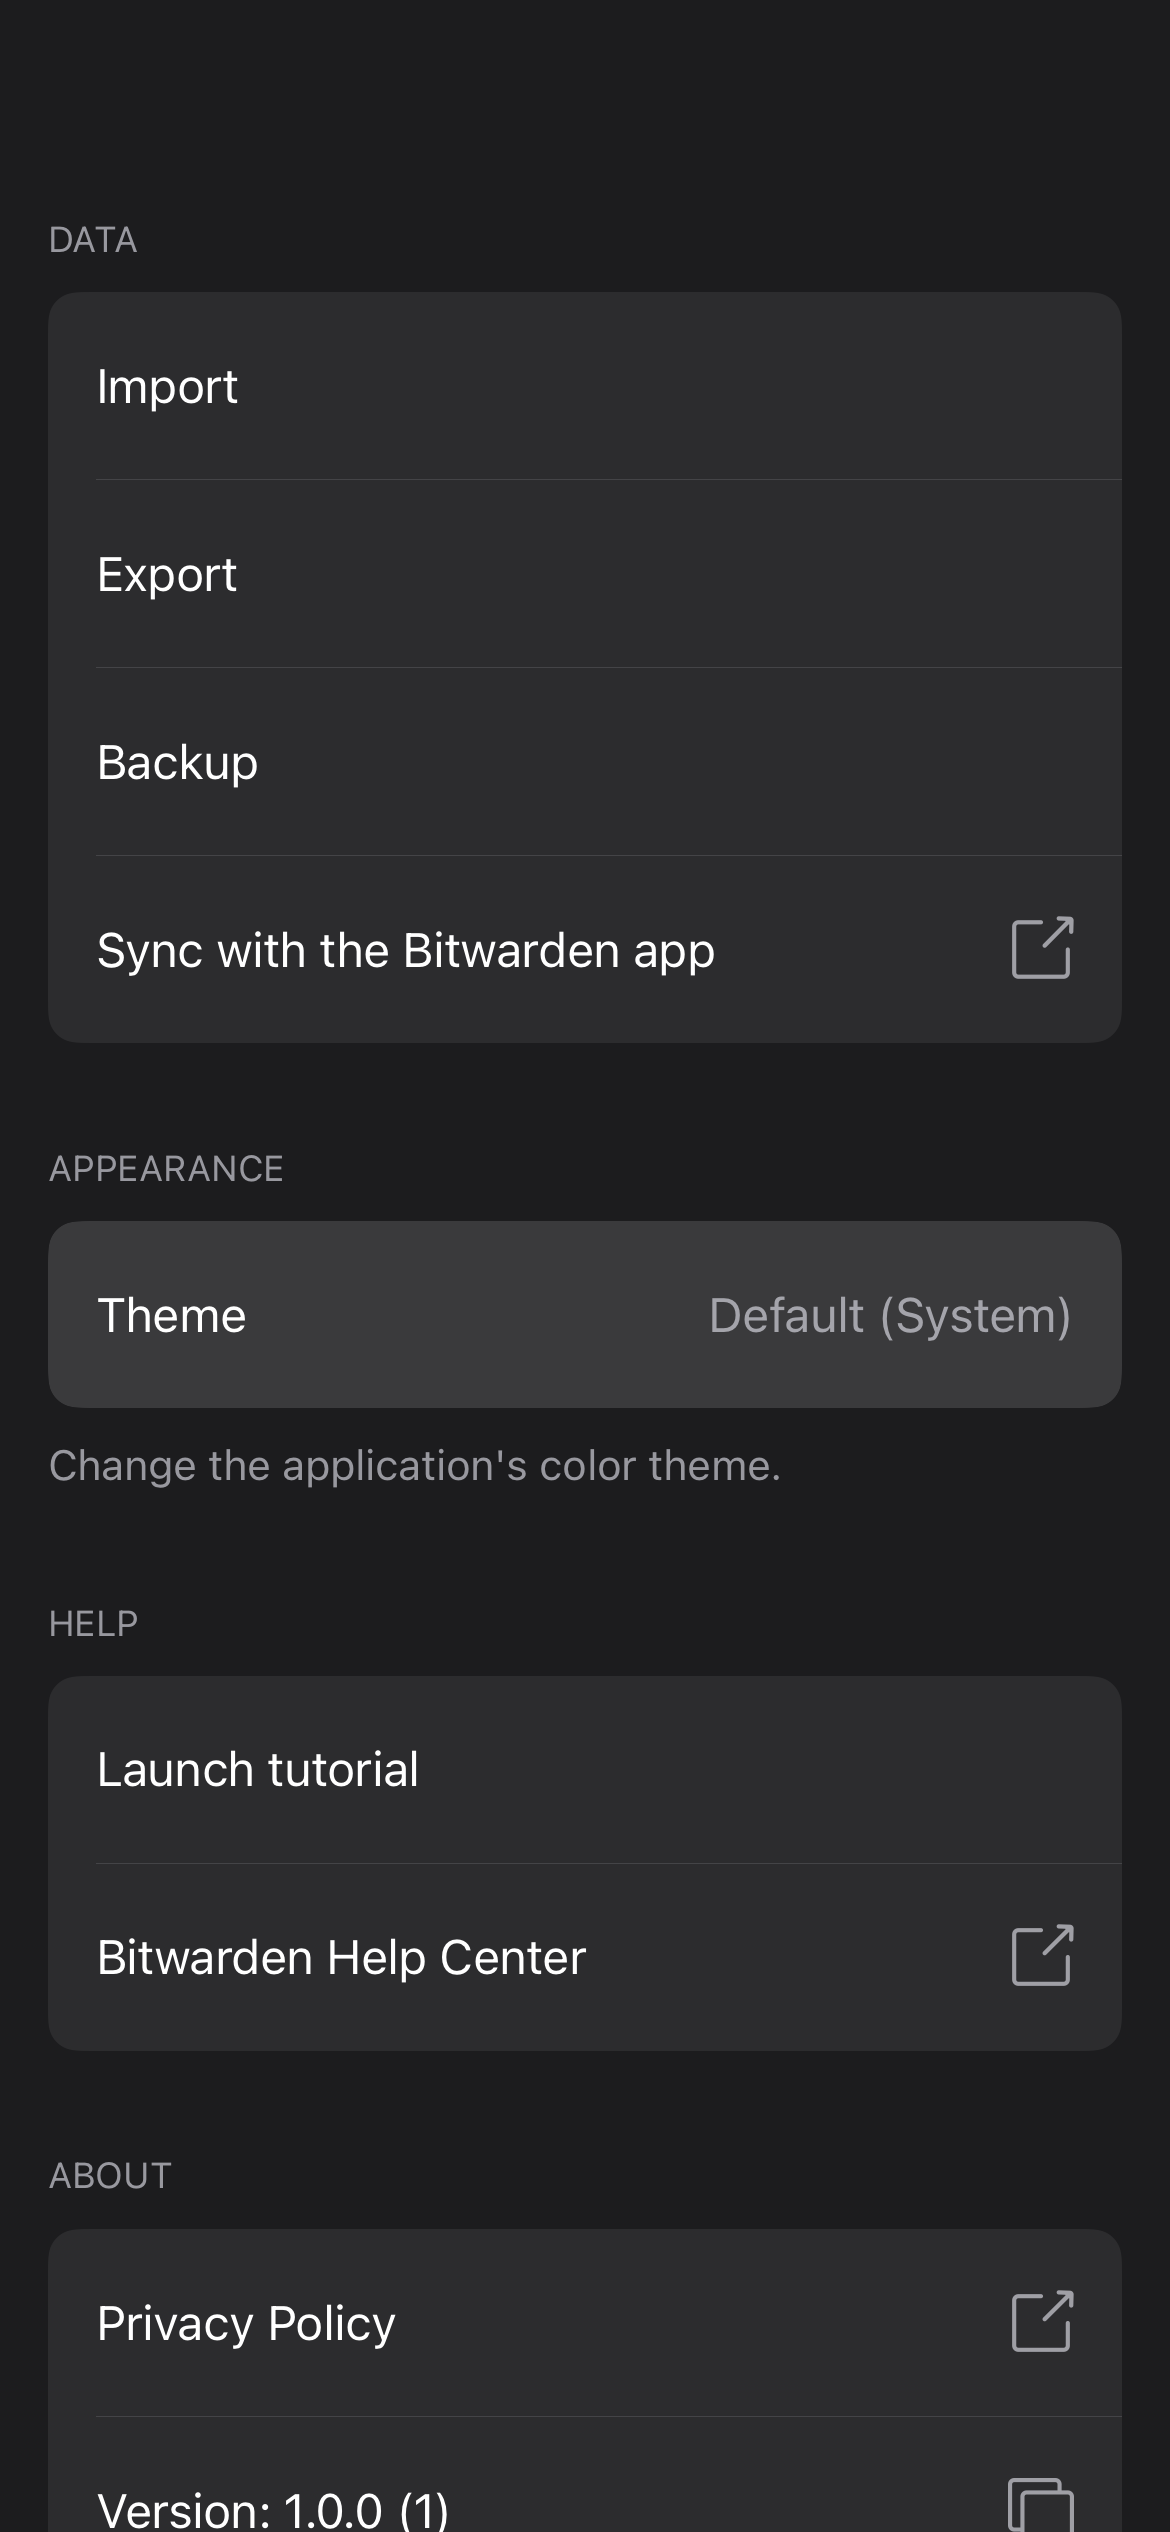 DATA
Import
Export
Backup
Sync with the Bitwarden app
APPEARANCE
Theme Default (System)
Change the application's color theme.
HELP
Launch tutorial
Bitwarden Help Center
ABOUT
Privacy Policy
Version: 1.0.0 (1)